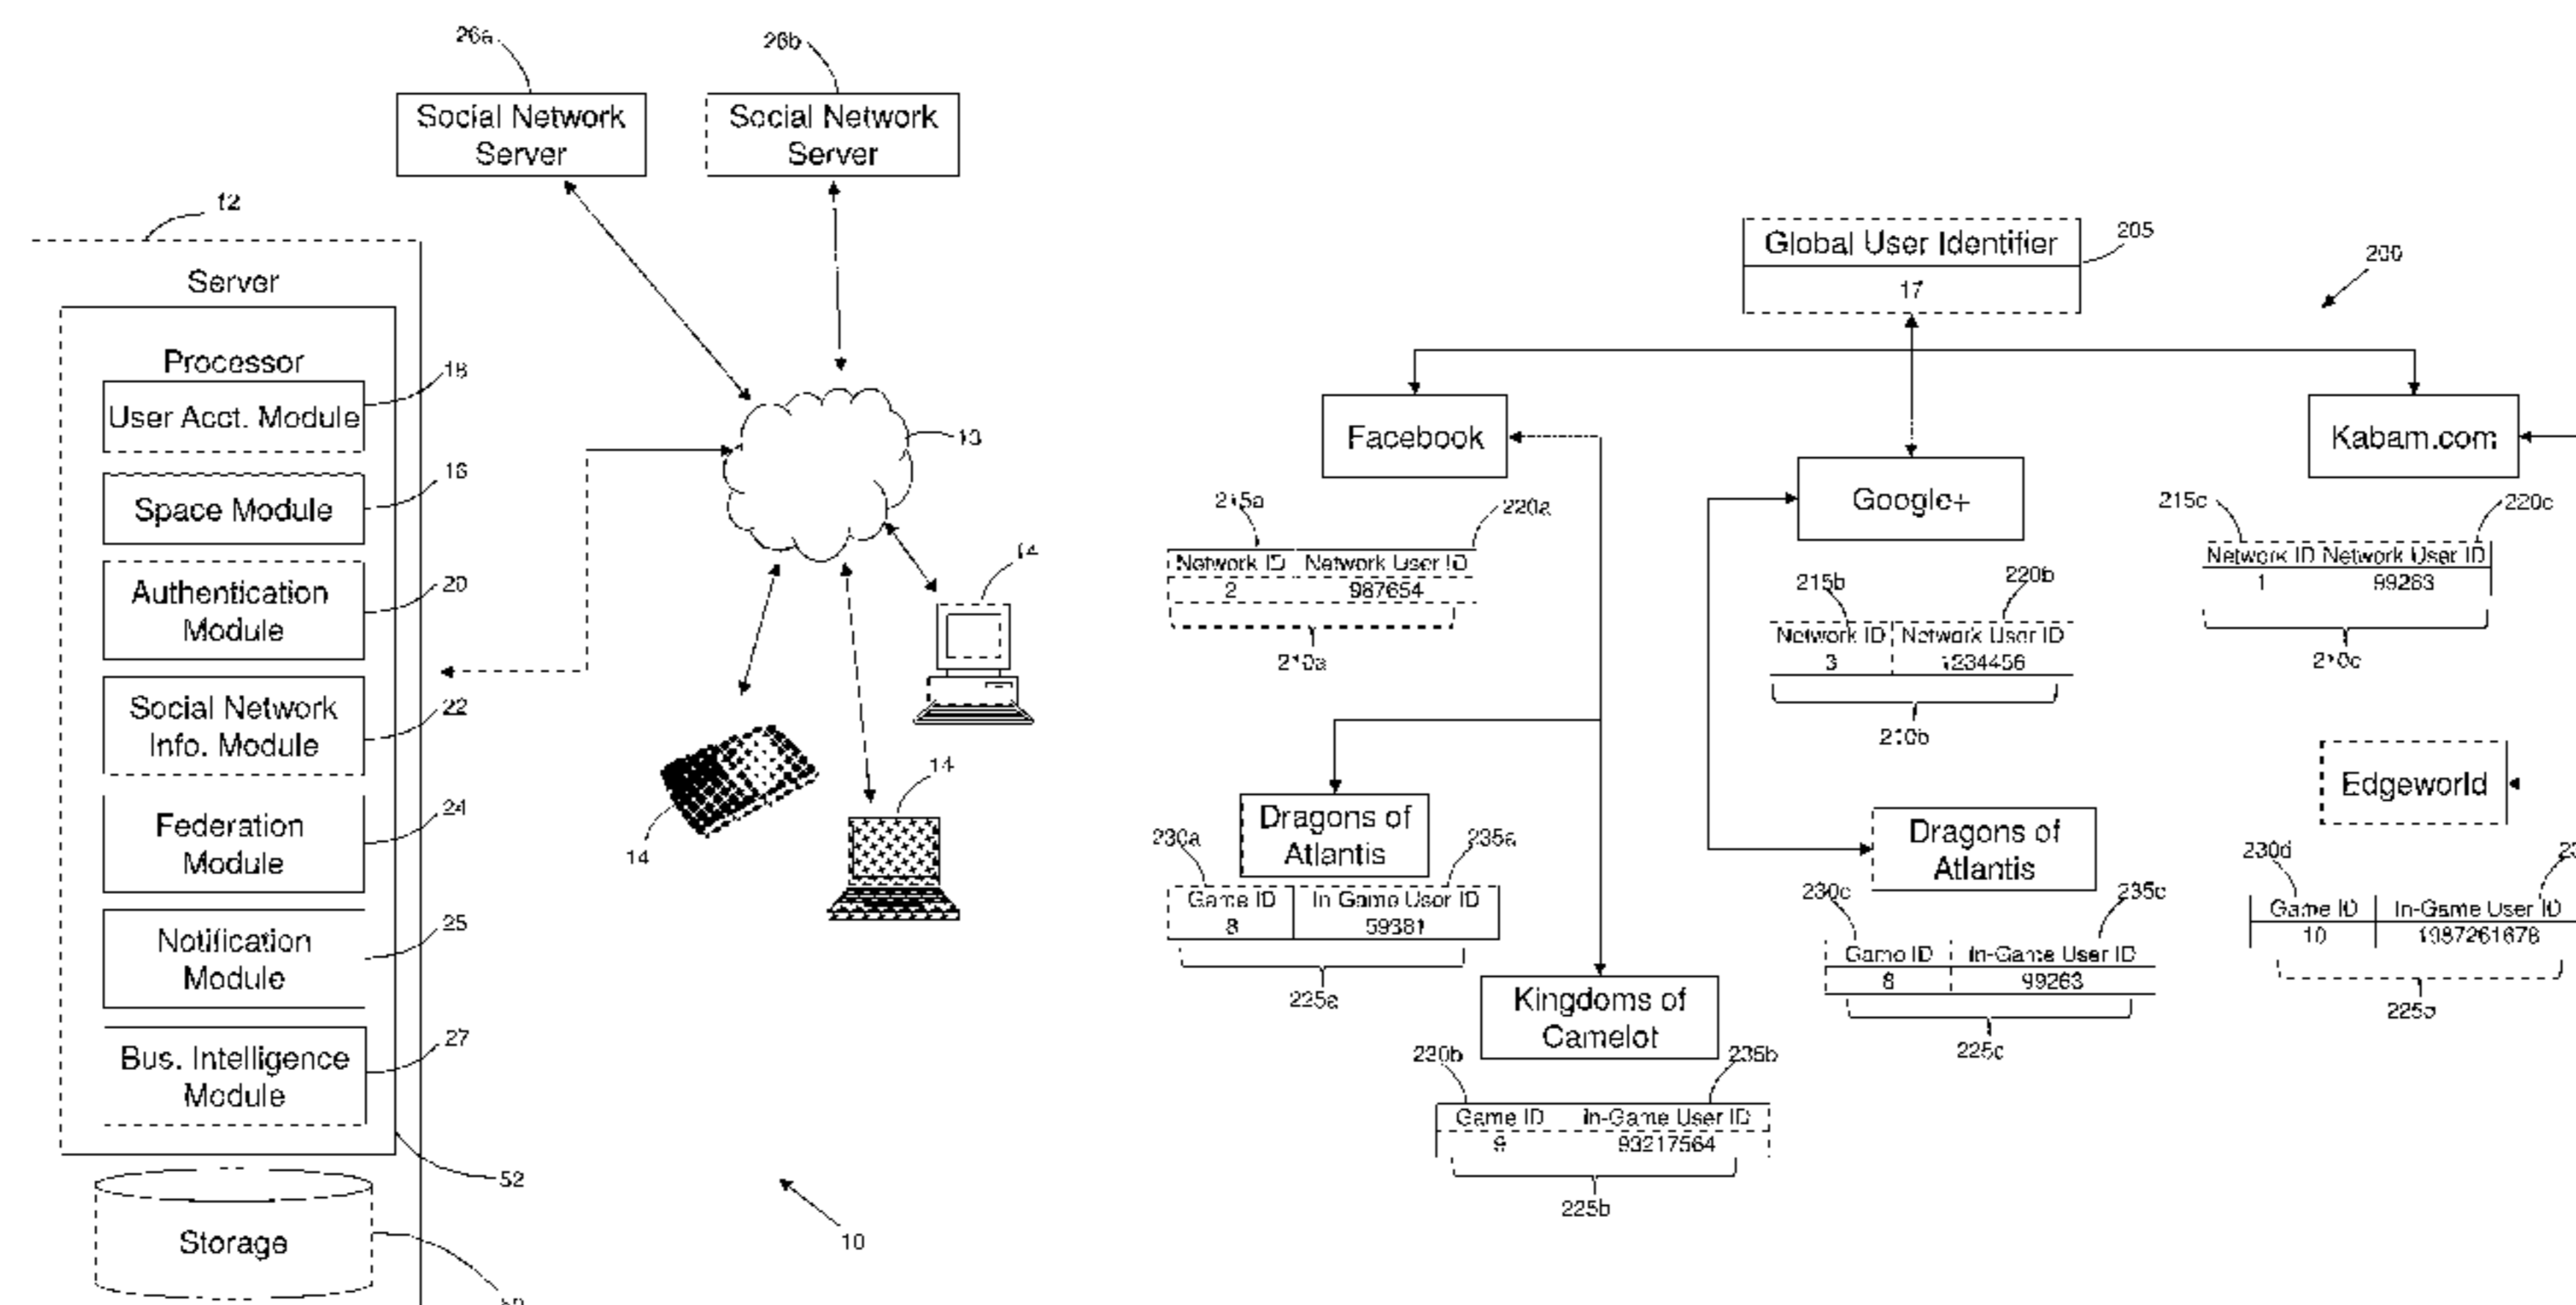 26a
26b
Social Network
Server
Social Network
Server
12
Server
Processor
18
User Acct. Module
16
Space Module
20
Authentication
Module
22
Social Network
Info. Module
24
Federation
Module
25
Notification
Module
27
Bus. Intelligence
Module
52
Storage
13
14
14
14
10
Global User Identifier
17
205
200
Facebook
Google+
Kabam.com
215a
220a
Network ID Network User ID
2 987654
210a
215b
220b
Network ID Network User ID
3 1234456
210b
215c
220c
Network ID Network User ID
1 99263
210c
Dragons of
Atlantis
230a
235a
Game ID In-Game User ID
8 59381
225a
Kingdoms of
Camelot
230b
235b
Game ID In-Game User ID
9 93217564
225b
Dragons of
Atlantis
230c
235c
Game ID In-Game User ID
8 99263
225c
Edgeworld
230d
Game ID In-Game User ID
10 1987261678